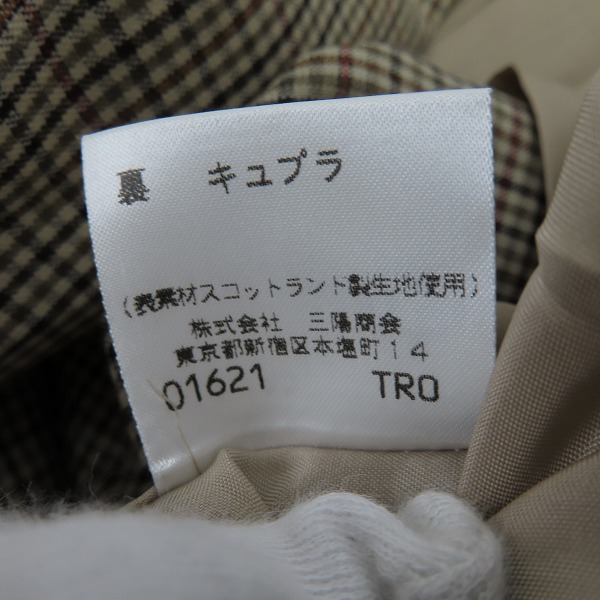 裏 キュプラ
(表素材スコットランド製生地使用)
株式会社 三陽商会
東京都新宿区本塩町14
01621 TRO